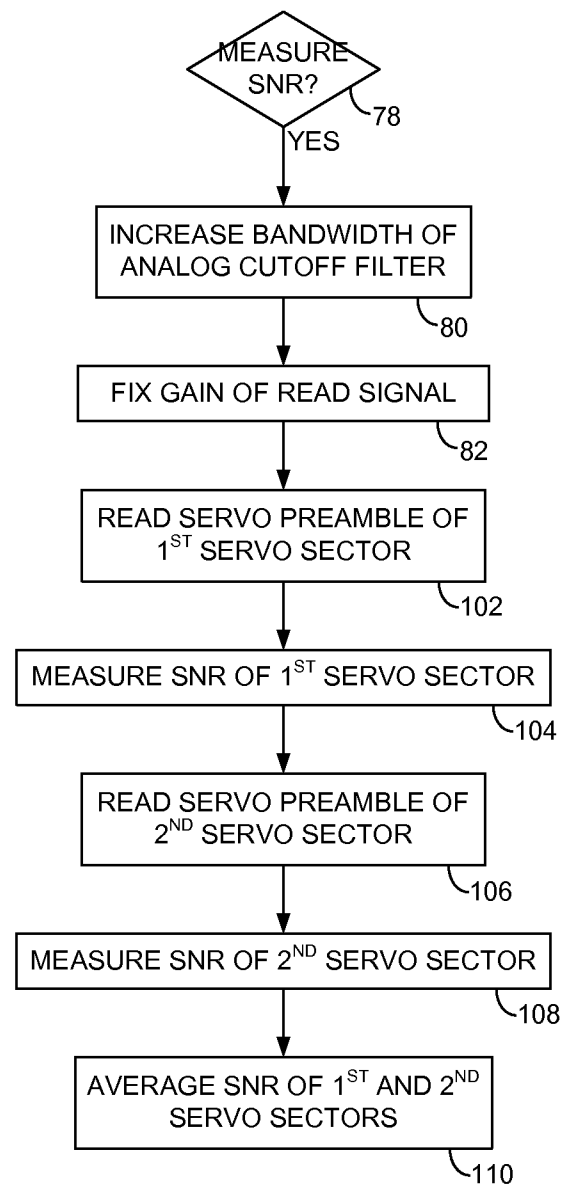 MEASURE
SNR?
78
YES
INCREASE BANDWIDTH OF
ANALOG CUTOFF FILTER
80
FIX GAIN OF READ SIGNAL
82
READ SERVO PREAMBLE OF
1ST SERVO SECTOR
102
MEASURE SNR OF 1ST SERVO SECTOR
104
READ SERVO PREAMBLE OF
2ND SERVO SECTOR
106
MEASURE SNR OF 2ND SERVO SECTOR
108
AVERAGE SNR OF 1ST AND 2ND
SERVO SECTORS
110